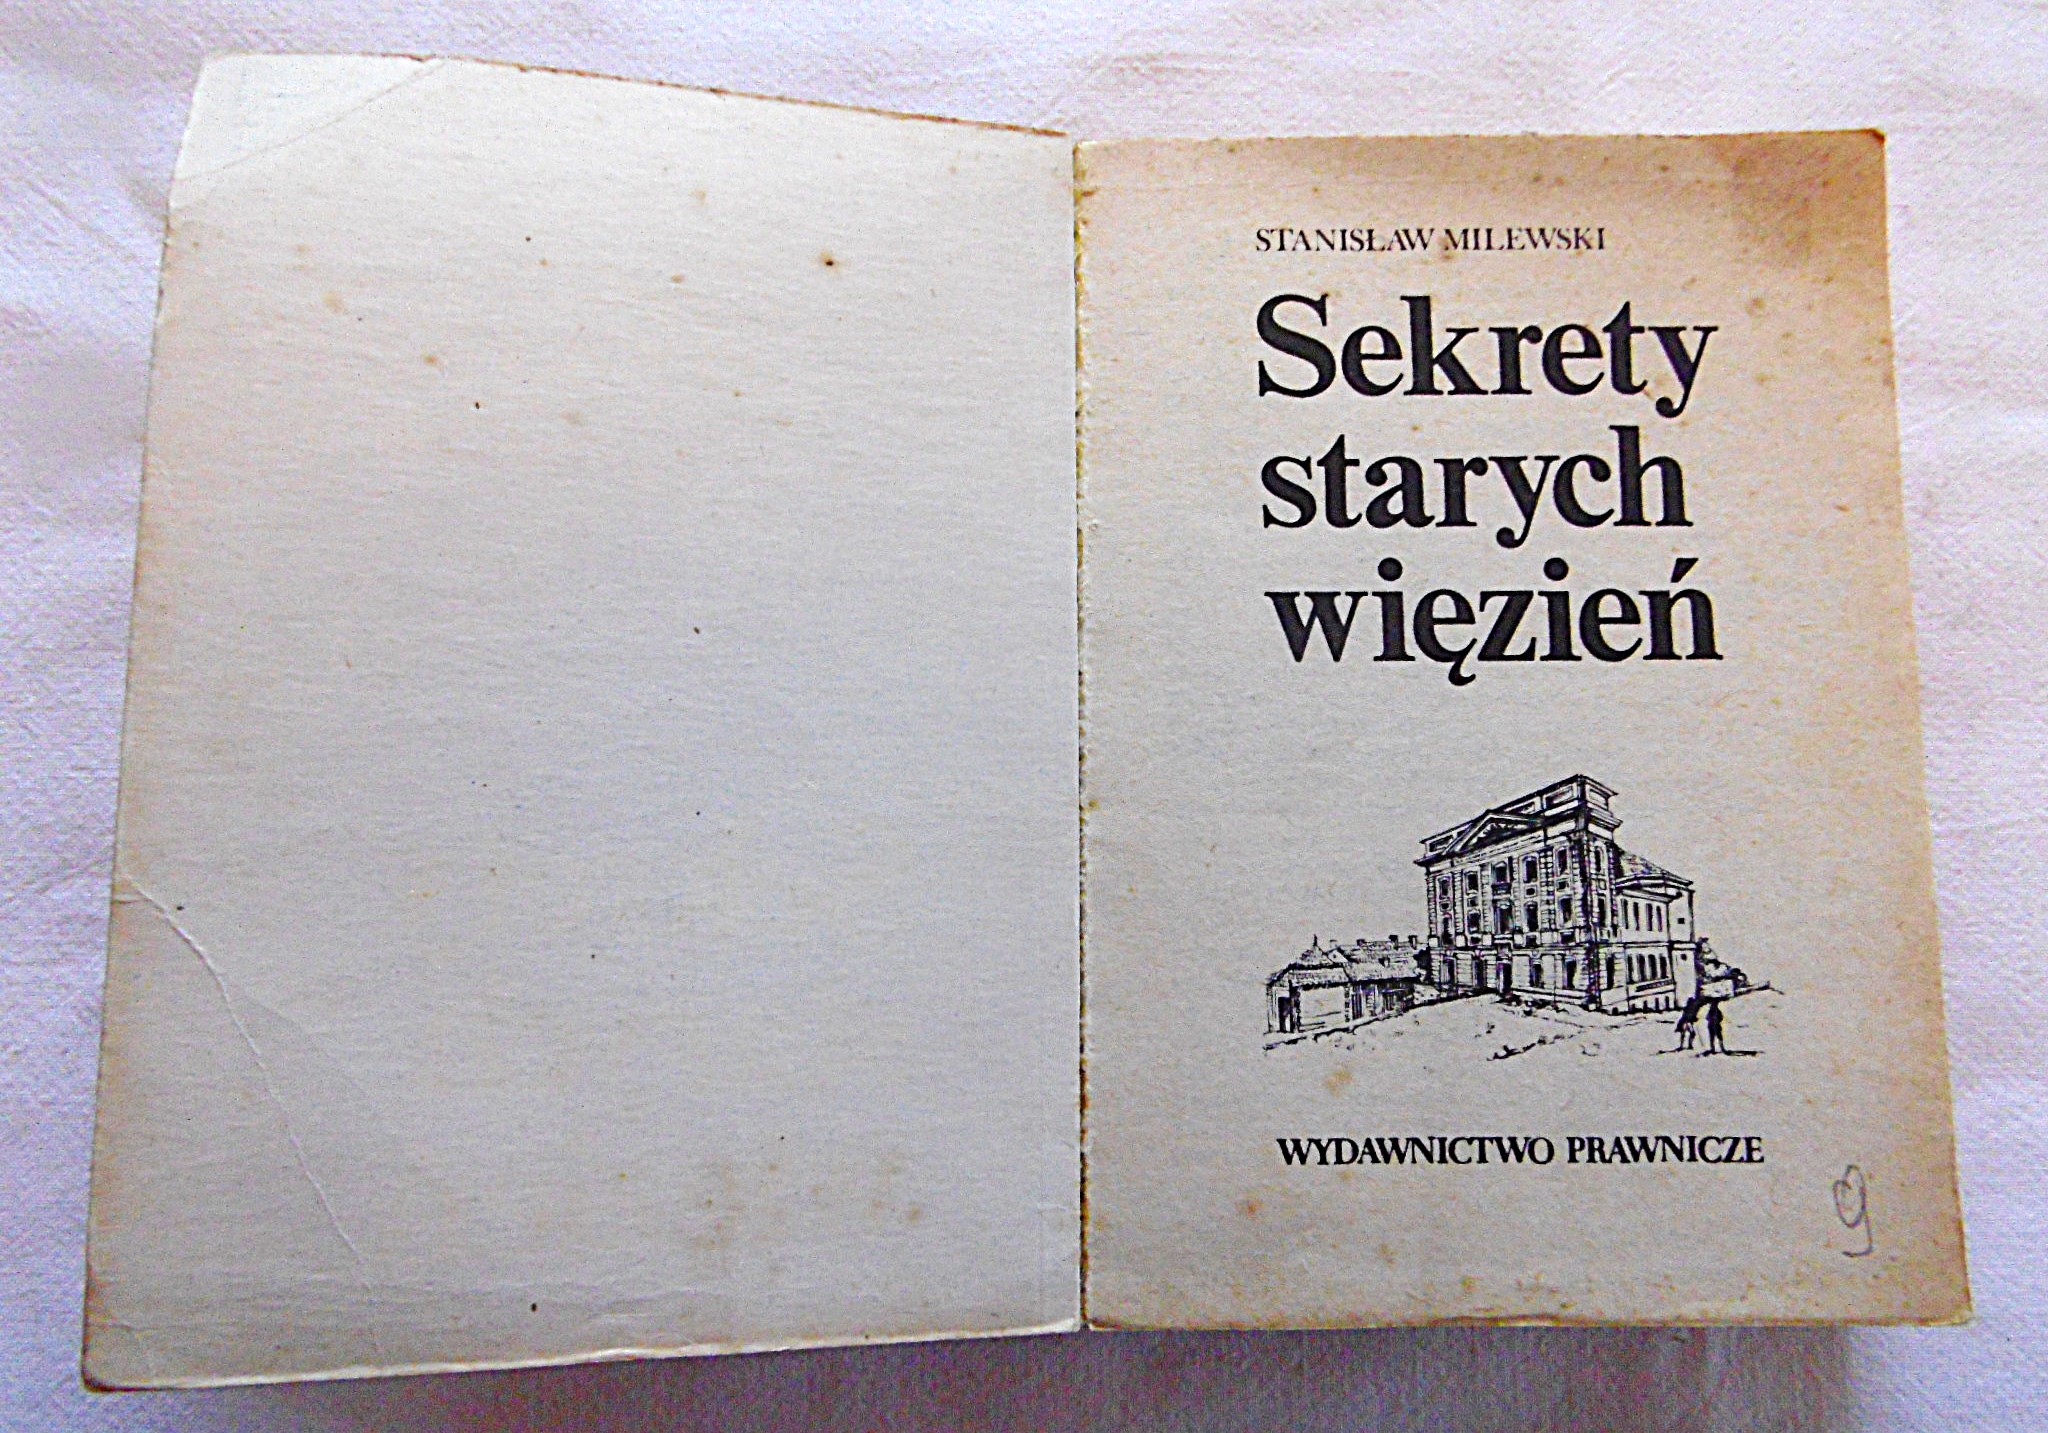 STANISŁAW MILEWSKI
Sekrety
starych
więzień
WYDAWNICTWO PRAWNICZE
9